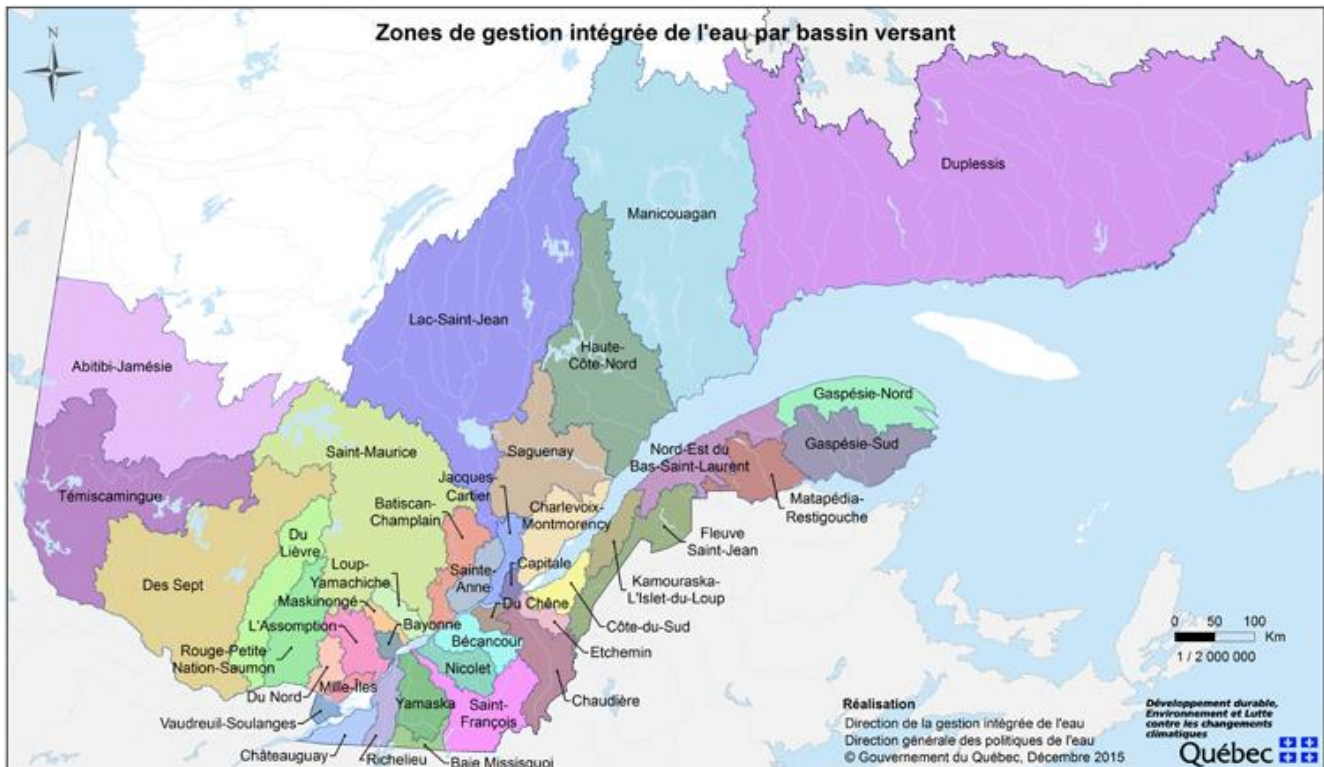 Zones de gestion intégrée de l'eau par bassin versant
N
Duplessis
Manicouagan
Lac-Saint-Jean
Haute-
Côte-Nord
Abitibi-Jamésie
Gaspésie-Nord
Gaspésie-Sud
Nord-Est du
Bas-Saint-Laurent
Saint-Maurice
Saguenay
Jacques-
Cartier
Témiscamingue
Batiscan-
Champlain
Charlevoix-
Montmorency
Matapédia-
Restigouche
Fleuve
Saint-Jean
Du
Lièvre
Loup-
Yamachiche
Sainte-
Anne
Capitale
Des Sept
Kamouraska-
L'Islet-du-Loup
Maskinongé
Du Chêne
L'Assomption
Bayonne
Côte-du-Sud
Bécancour
Etchemin
Rouge-Petite
Nation-Saumon
Nicolet
Du Nord
Mille-Iles
Yamaska
Saint-
François
Chaudière
Vaudreuil-Soulanges
Châteauguay
Richelieu
Baie Missisquoi
0 50 100
Km
1 / 2 000 000
Réalisation
Direction de la gestion intégrée de l'eau
Direction générale des politiques de l'eau
© Gouvernement du Québec, Décembre 2015
Développement durable,
Environnement et Lutte
contre les changements
climatiques
Québec